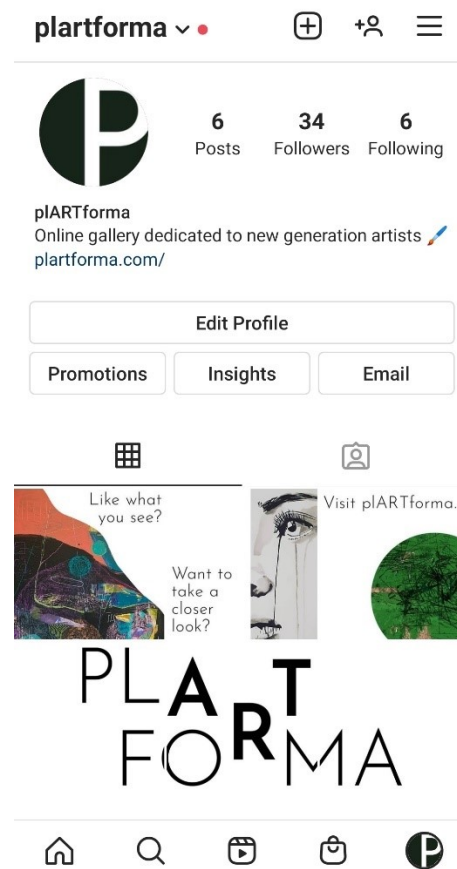 plartforma
6 34 6
Posts Followers Following
plARTforma
Online gallery dedicated to new generation artists 🖌️
plartforma.com/
Edit Profile
Promotions Insights Email
Like what
you see?
Want to
take a
closer
look?
Visit plARTforma.
PLART
FORMA
P